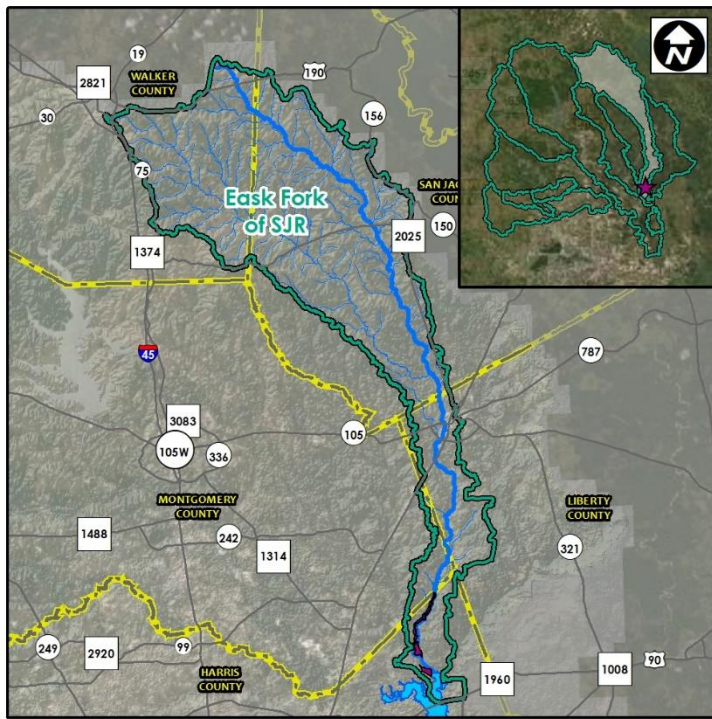 19
2821
WALKER
COUNTY
190
N
30
156
75
Eask Fork
of SJR
SAN JAC
COUN
150
2025
1374
45
787
3083
105
105W
336
MONTGOMERY
COUNTY
LIBERTY
COUNTY
1488
242
1314
321
249
2920
99
HARRIS
COUNTY
1960
1008
90